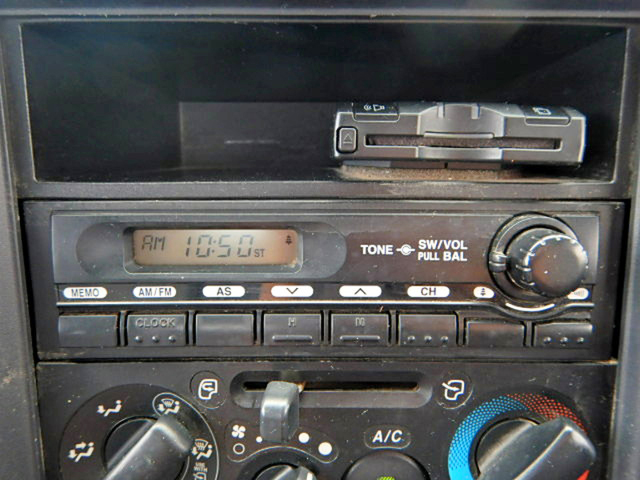 AM 10:50 ST
TONE SW/VOL
PULL BAL
MEMO AM/FM AS CH
CLOCK H M
A/C